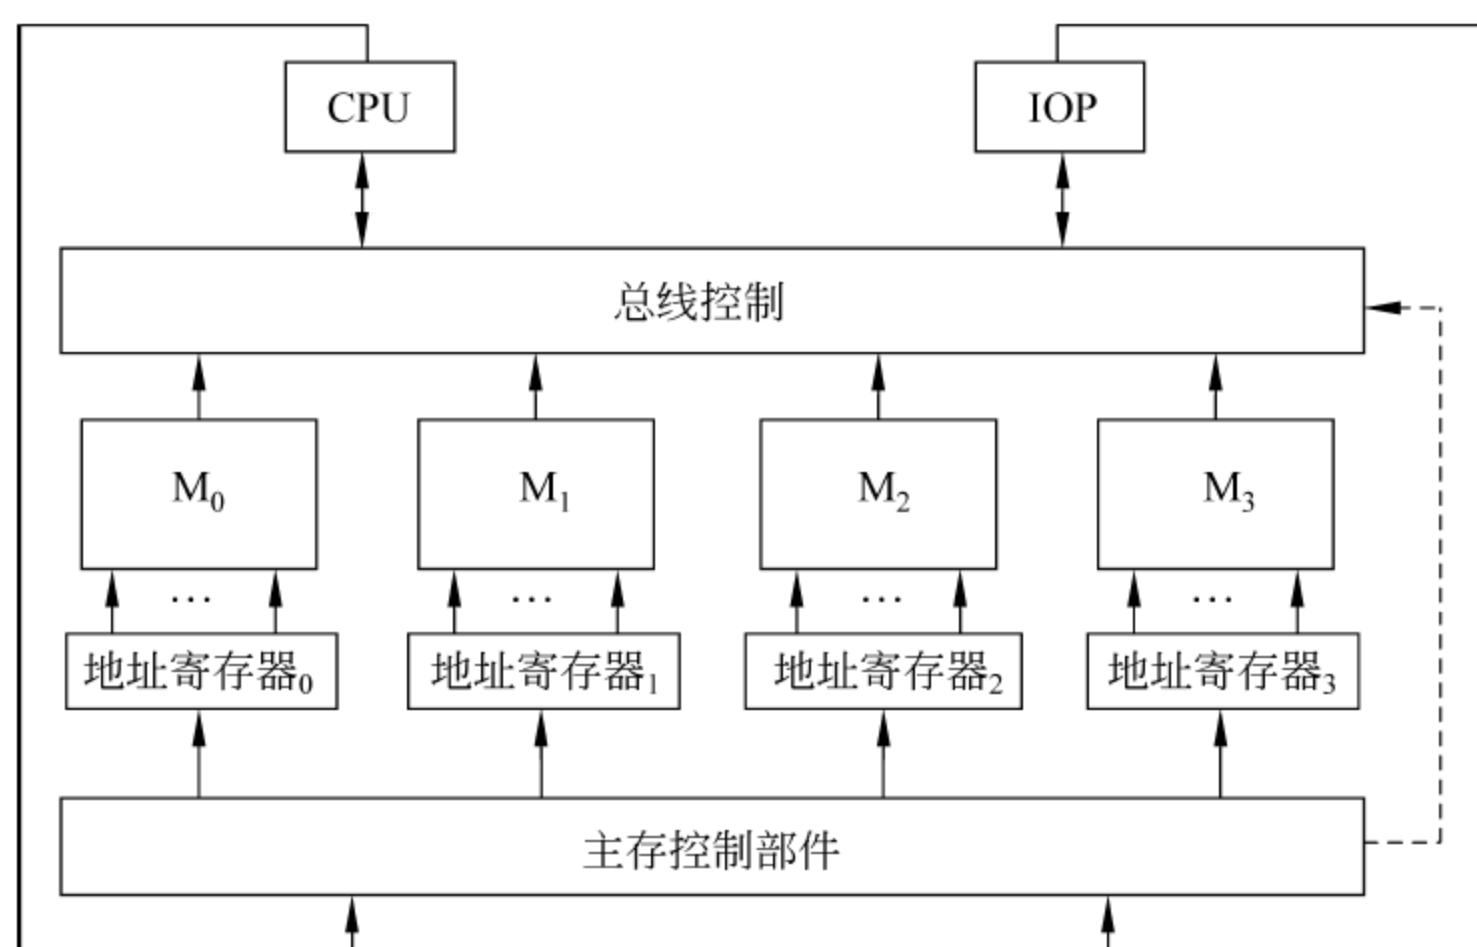 CPU
IOP
总线控制
M₀
M₁
M₂
M₃
…
…
…
…
地址寄存器₀
地址寄存器₁
地址寄存器₂
地址寄存器₃
主存控制部件